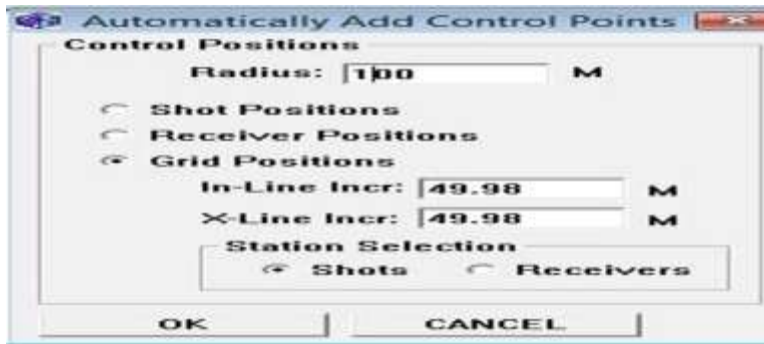 Automatically Add Control Points
Control Positions
Radius: 100 M
Shot Positions
Receiver Positions
Grid Positions
In-Line Incr: 49.98 M
X-Line Incr: 49.98 M
Station Selection
Shots Receivers
OK CANCEL